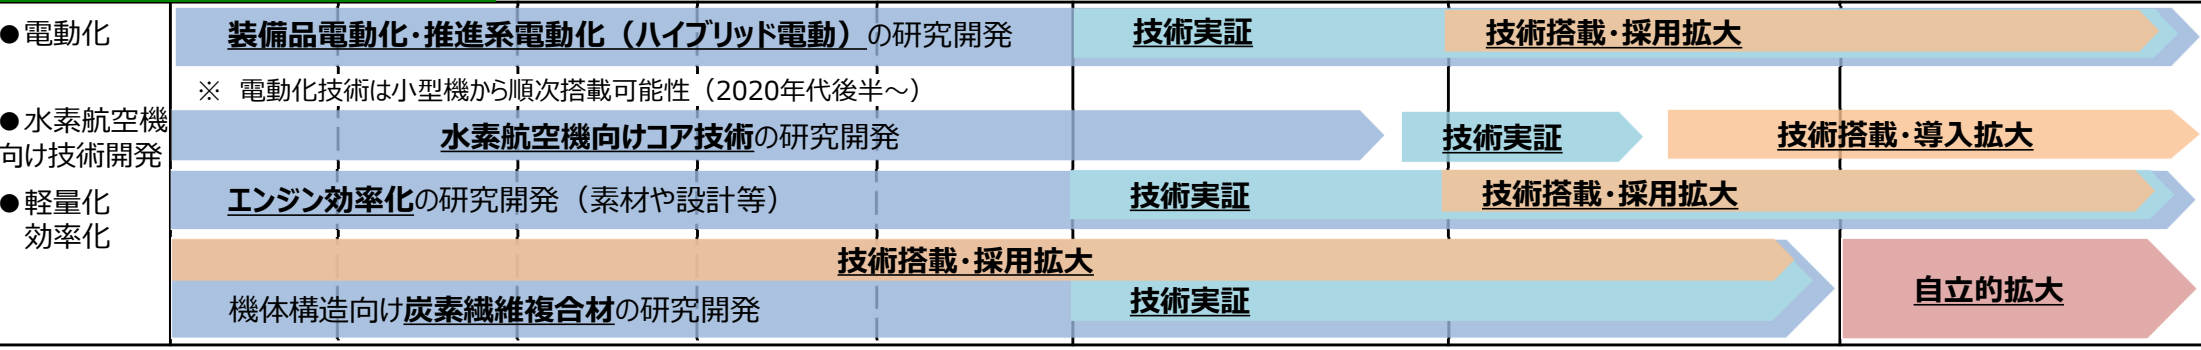 ●電動化
装備品電動化・推進系電動化（ハイブリッド電動）の研究開発
技術実証
技術搭載・採用拡大
※　電動化技術は小型機から順次搭載可能性（2020年代後半～）
●水素航空機
向け技術開発
水素航空機向けコア技術の研究開発
技術実証
技術搭載・導入拡大
●軽量化
効率化
エンジン効率化の研究開発（素材や設計等）
技術実証
技術搭載・採用拡大
技術搭載・採用拡大
機体構造向け炭素繊維複合材の研究開発
技術実証
自立的拡大